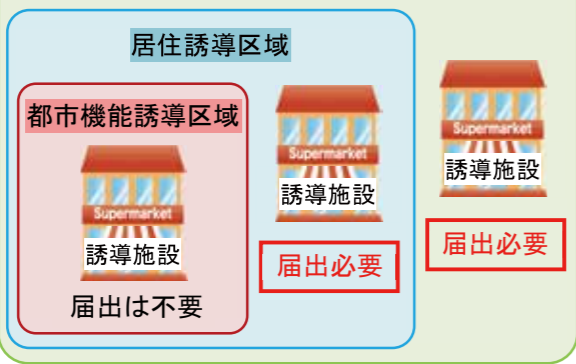 居住誘導区域
都市機能誘導区域
Supermarket
誘導施設
届出は不要
Supermarket
誘導施設
届出必要
Supermarket
誘導施設
届出必要